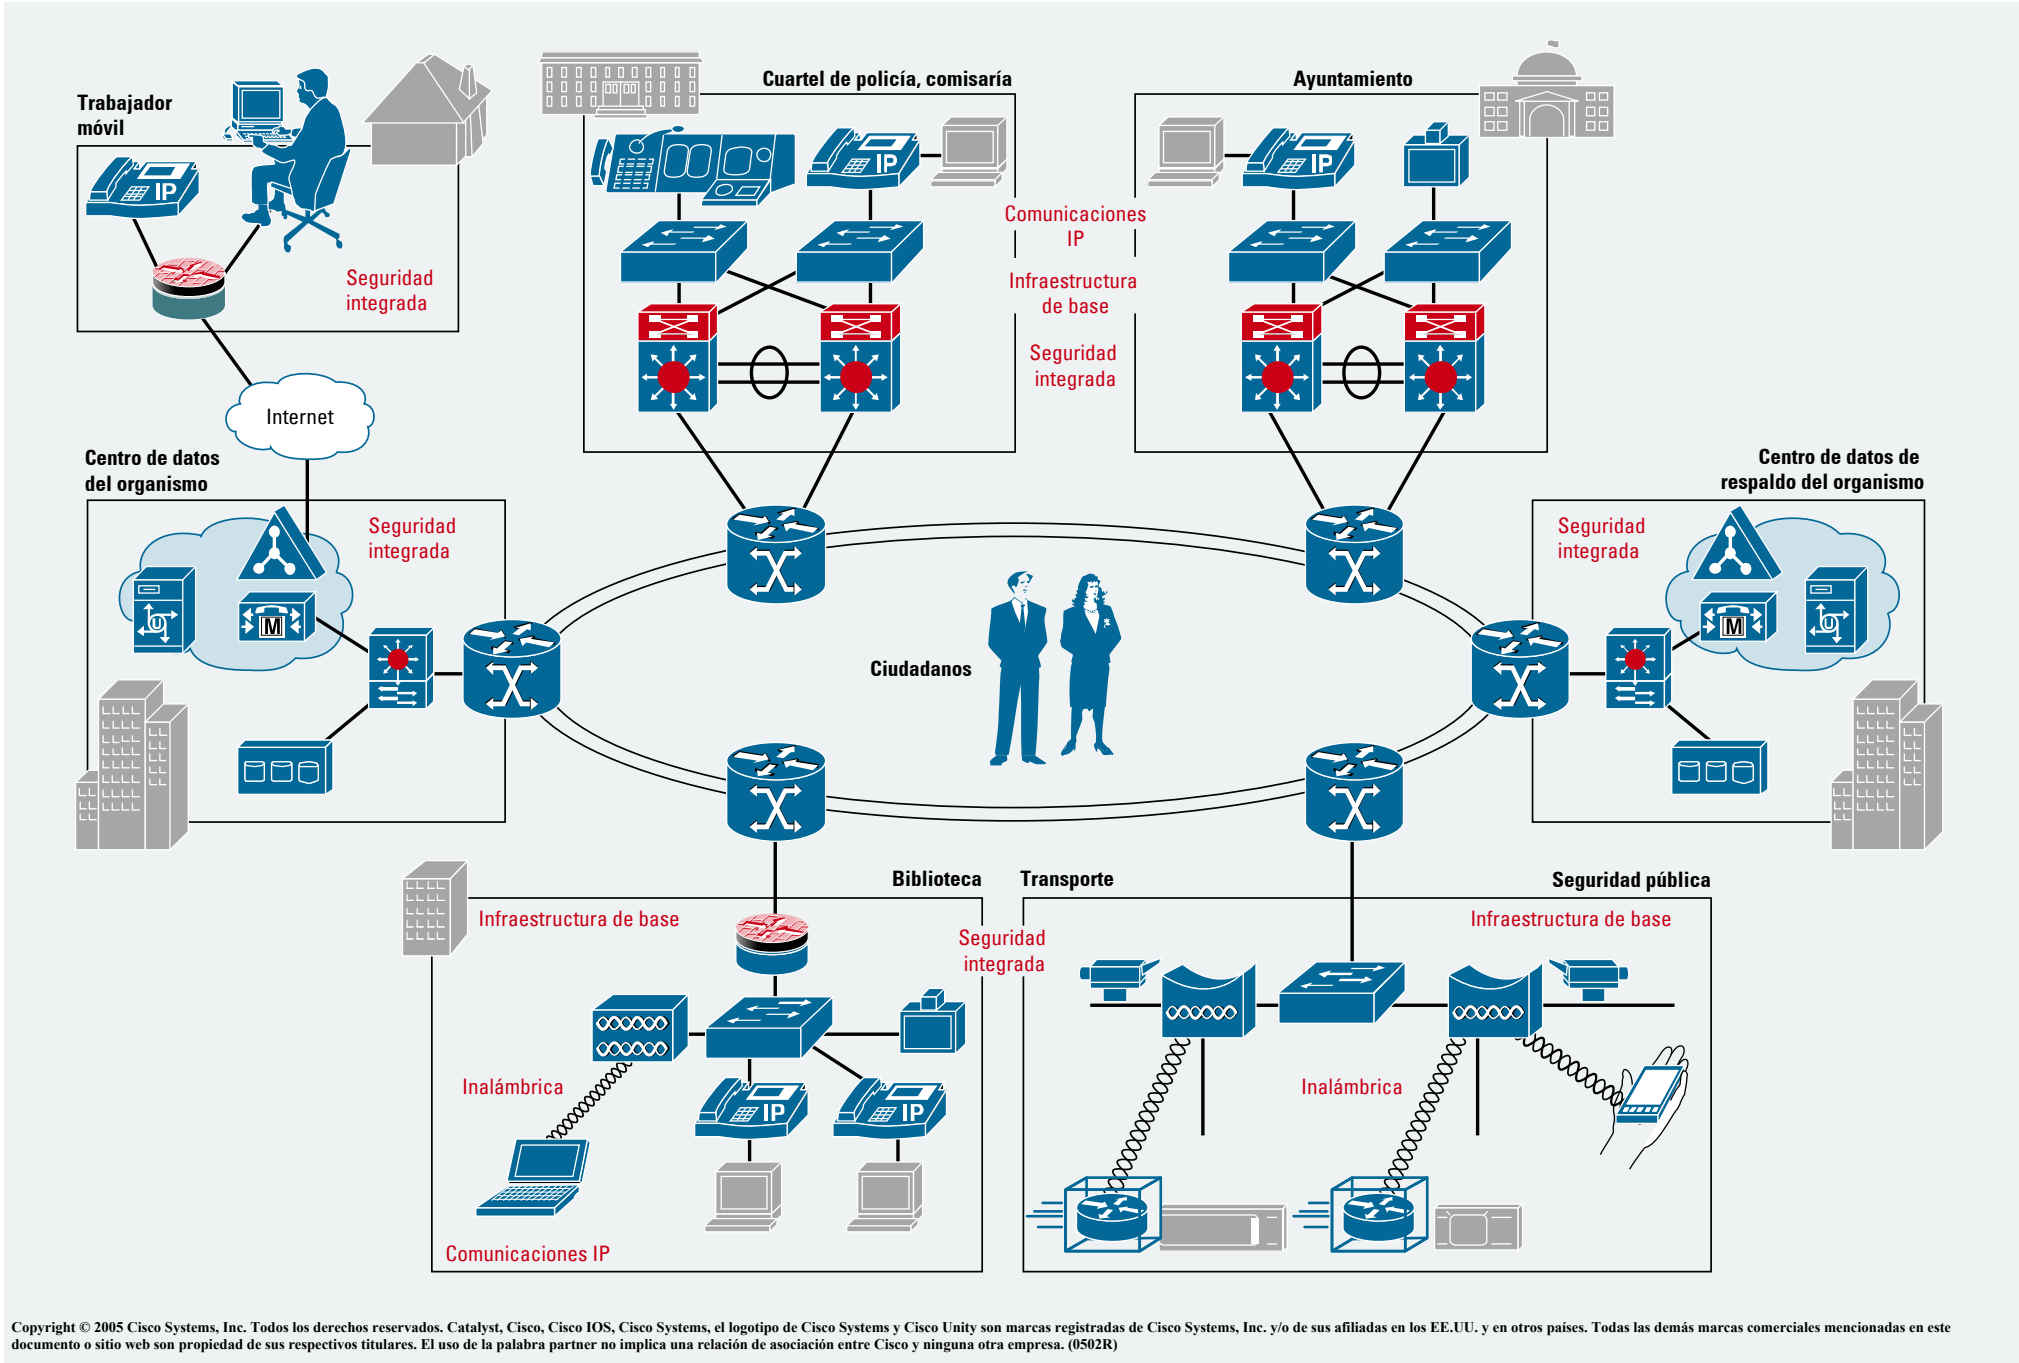 Trabajador
móvil
IP
Seguridad
integrada
Cuartel de policía, comisaría
IP
Ayuntamiento
IP
Comunicaciones
IP
Infraestructura
de base
Seguridad
integrada
Internet
Centro de datos
del organismo
Seguridad
integrada
U
M
Centro de datos de
respaldo del organismo
Seguridad
integrada
M
U
Ciudadanos
Biblioteca
Infraestructura de base
Seguridad
integrada
Inalámbrica
IP
IP
Comunicaciones IP
Transporte
Seguridad pública
Infraestructura de base
Inalámbrica
Copyright © 2005 Cisco Systems, Inc. Todos los derechos reservados. Catalyst, Cisco, Cisco IOS, Cisco Systems, el logotipo de Cisco Systems y Cisco Unity son marcas registradas de Cisco Systems, Inc. y/o de sus afiliadas en los EE.UU. y en otros países. Todas las demás marcas comerciales mencionadas en este
documento o sitio web son propiedad de sus respectivos titulares. El uso de la palabra partner no implica una relación de asociación entre Cisco y ninguna otra empresa. (0502R)